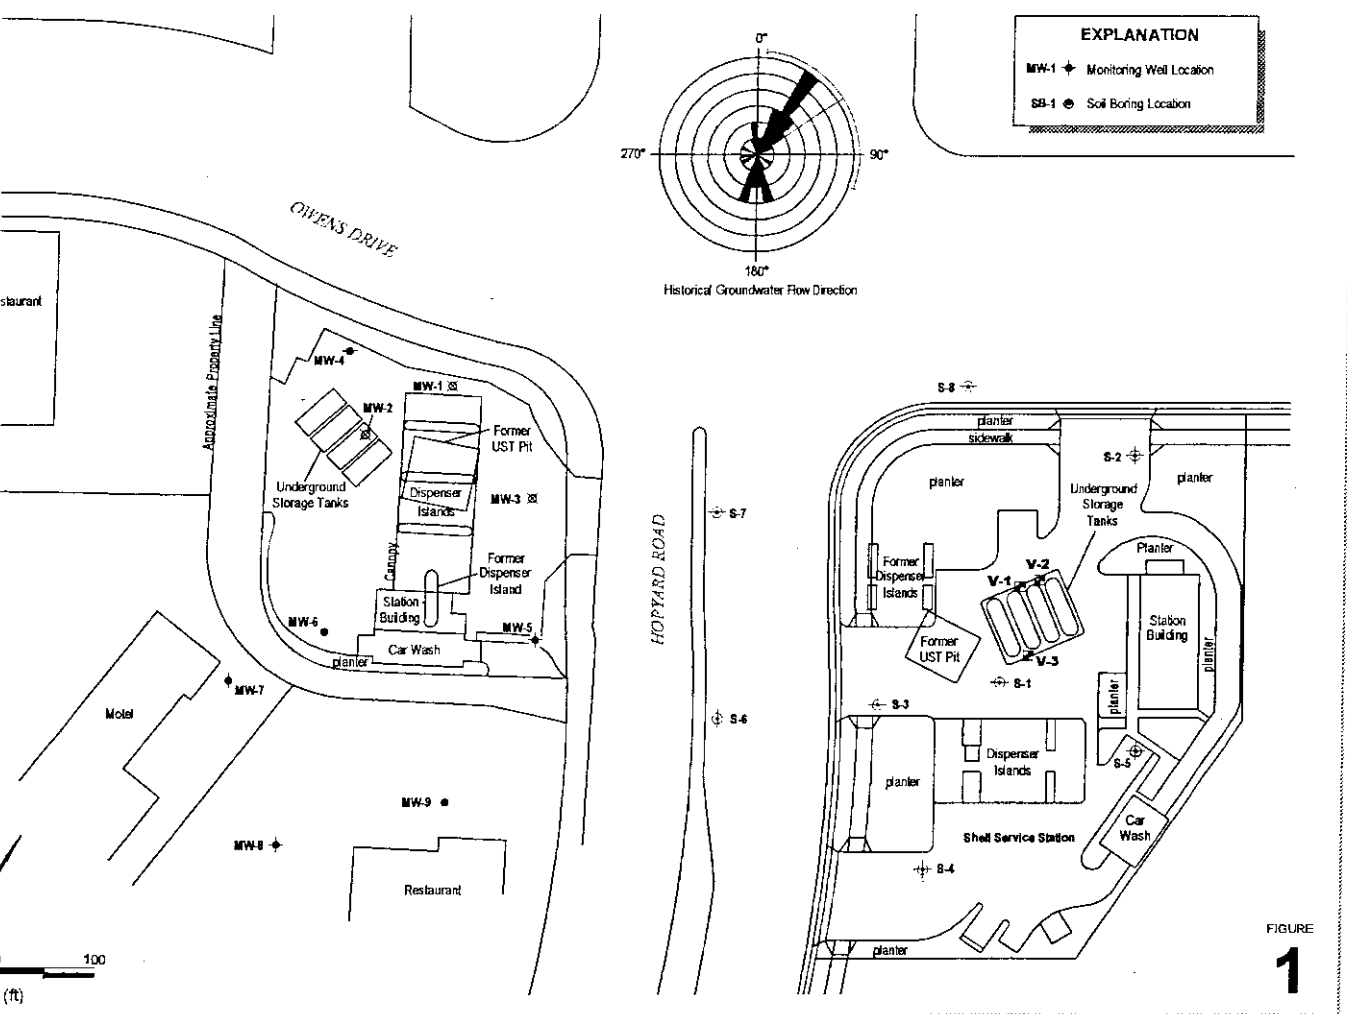 EXPLANATION
MW-1 Monitoring Well Location
SB-1 Soil Boring Location
0°
270°
90°
180°
Historical Groundwater Flow Direction
OWENS DRIVE
staurant
Approximate Property Line
MW-4
MW-1
MW-2
Former
UST Pit
Underground
Storage Tanks
Dispenser
Islands
MW-3
Canopy
Former
Dispenser
Island
Station
Building
MW-6
MW-5
Car Wash
planter
MW-7
Motel
MW-9
MW-8
Restaurant
HOPYARD ROAD
S-7
S-6
S-8
planter
sidewalk
S-2
planter
planter
Underground
Storage
Tanks
Planter
Former
Dispenser
Islands
V-1
V-2
Station
Building
planter
Former
UST Pit
V-3
S-1
planter
S-3
Dispenser
Islands
S-5
planter
Car
Wash
Shell Service Station
S-4
planter
100
(ft)
FIGURE
1